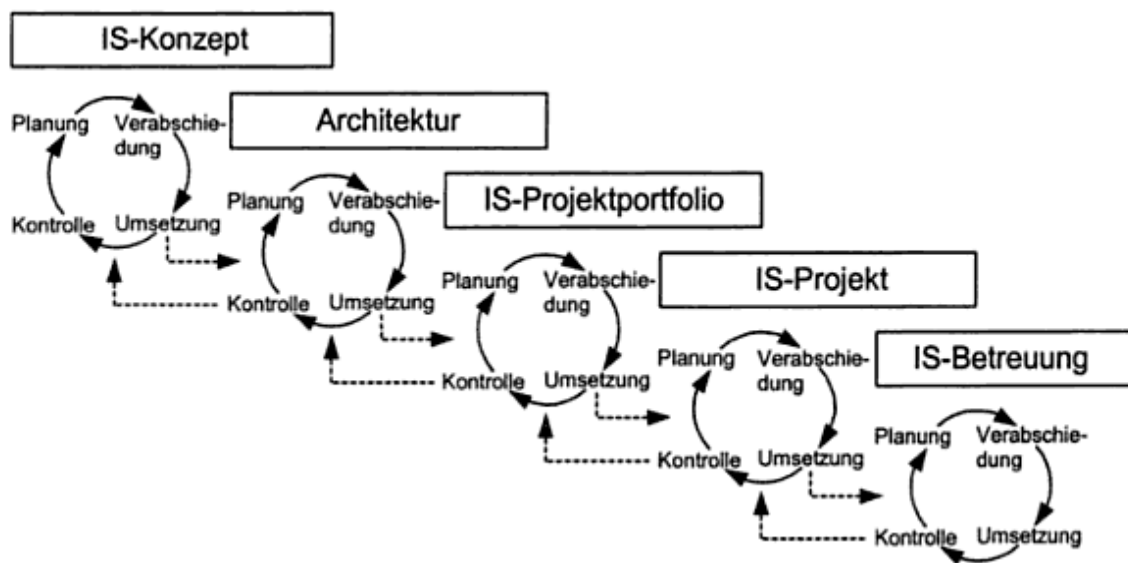 IS-Konzept
Planung
Verabschie-
dung
Kontrolle
Umsetzung
Architektur
Planung
Verabschie-
dung
Kontrolle
Umsetzung
IS-Projektportfolio
Planung
Verabschie-
dung
Kontrolle
Umsetzung
IS-Projekt
Planung
Verabschie-
dung
Kontrolle
Umsetzung
IS-Betreuung
Planung
Verabschie-
dung
Kontrolle
Umsetzung